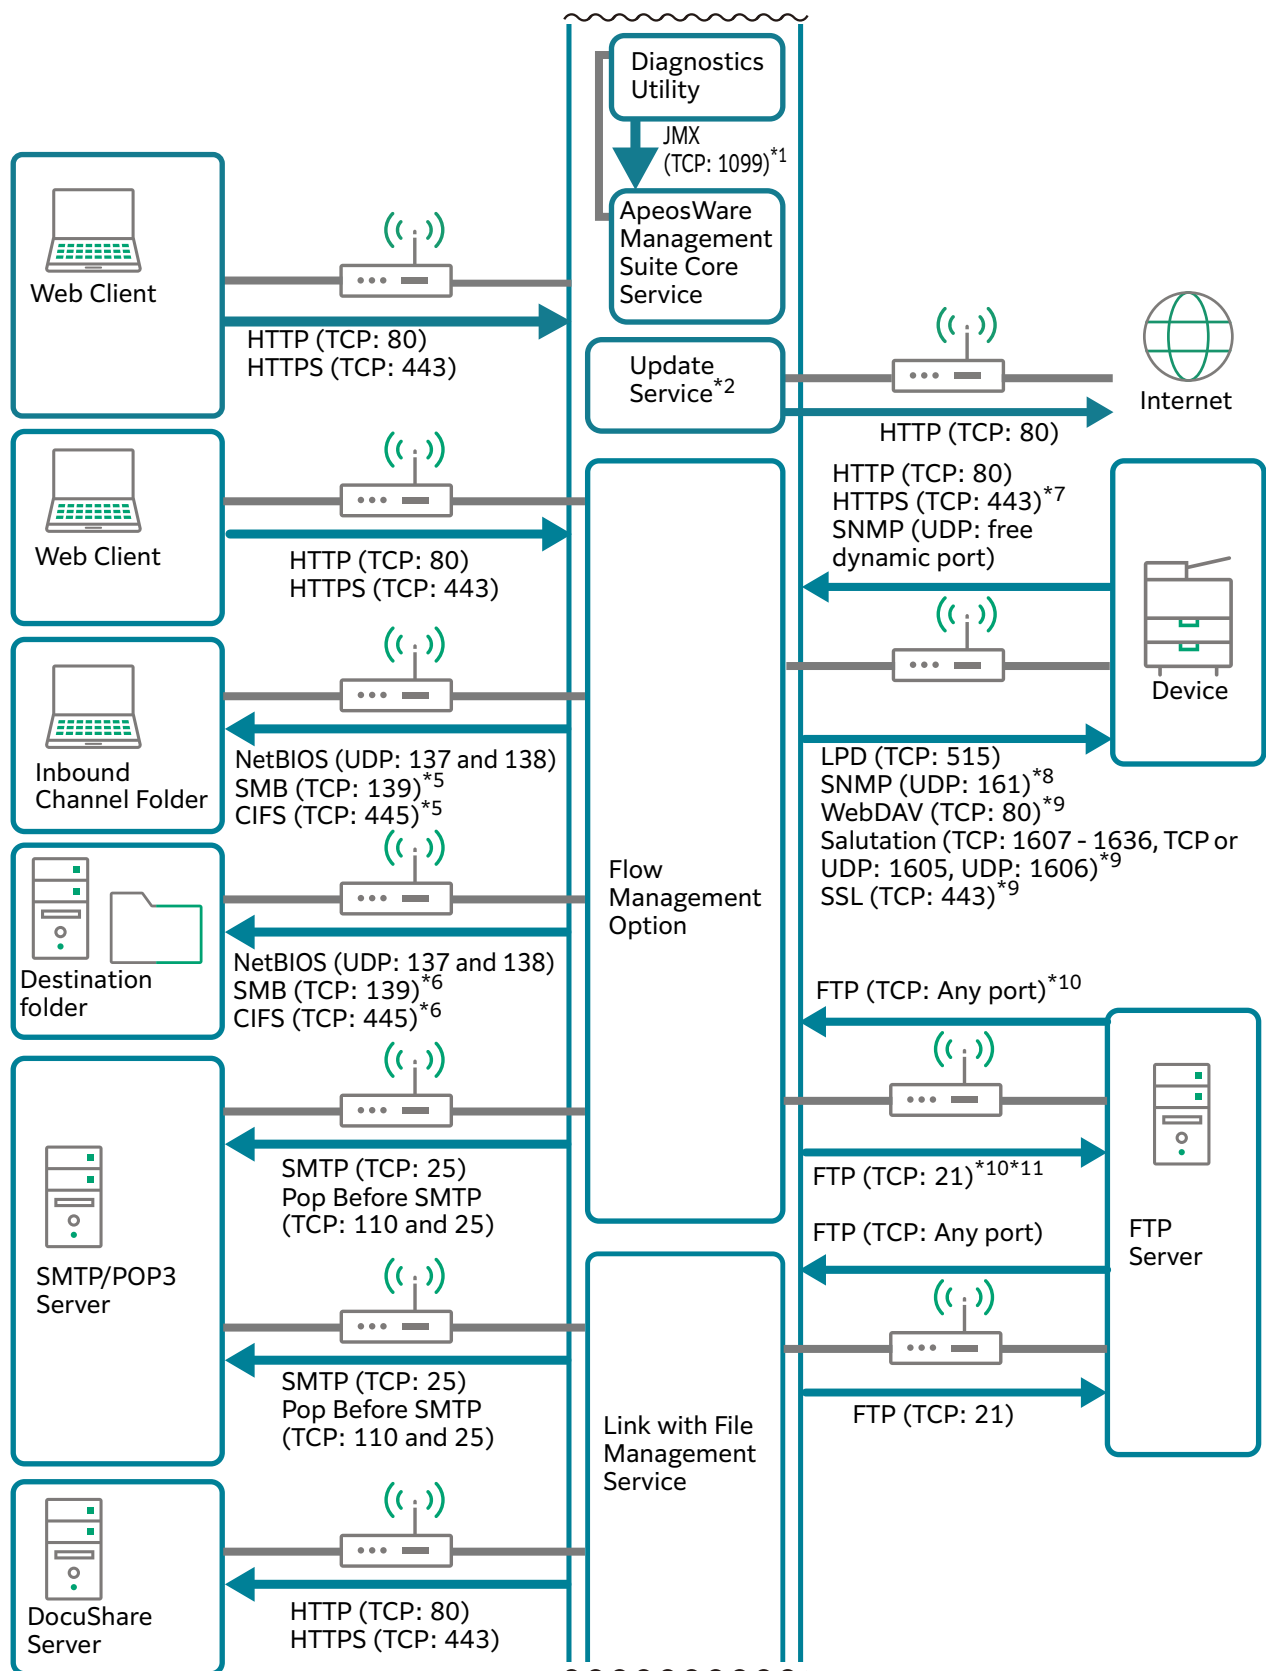 Diagnostics
Utility
JMX
(TCP: 1099)*1
ApeosWare
Management
Suite Core
Service
Web Client
HTTP (TCP: 80)
HTTPS (TCP: 443)
Update
Service*2
Internet
HTTP (TCP: 80)
Web Client
HTTP (TCP: 80)
HTTPS (TCP: 443)
HTTP (TCP: 80)
HTTPS (TCP: 443)*7
SNMP (UDP: free
dynamic port)
Device
Inbound
Channel Folder
NetBIOS (UDP: 137 and 138)
SMB (TCP: 139)*5
CIFS (TCP: 445)*5
LPD (TCP: 515)
SNMP (UDP: 161)*8
WebDAV (TCP: 80)*9
Salutation (TCP: 1607 - 1636, TCP or
UDP: 1605, UDP: 1606)*9
SSL (TCP: 443)*9
Flow
Management
Option
Destination
folder
NetBIOS (UDP: 137 and 138)
SMB (TCP: 139)*6
CIFS (TCP: 445)*6
FTP (TCP: Any port)*10
FTP (TCP: 21)*10*11
SMTP (TCP: 25)
Pop Before SMTP
(TCP: 110 and 25)
FTP (TCP: Any port)
FTP
Server
SMTP/POP3
Server
SMTP (TCP: 25)
Pop Before SMTP
(TCP: 110 and 25)
FTP (TCP: 21)
Link with File
Management
Service
DocuShare
Server
HTTP (TCP: 80)
HTTPS (TCP: 443)